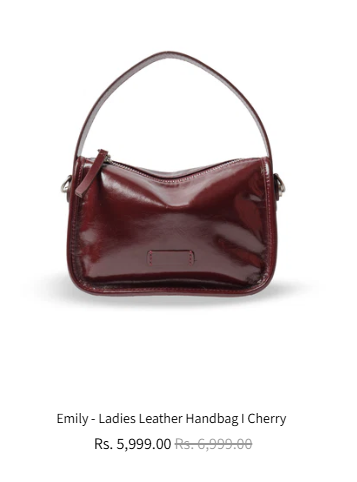 Emily - Ladies Leather Handbag I Cherry
Rs. 5,999.00 Rs. 6,999.00